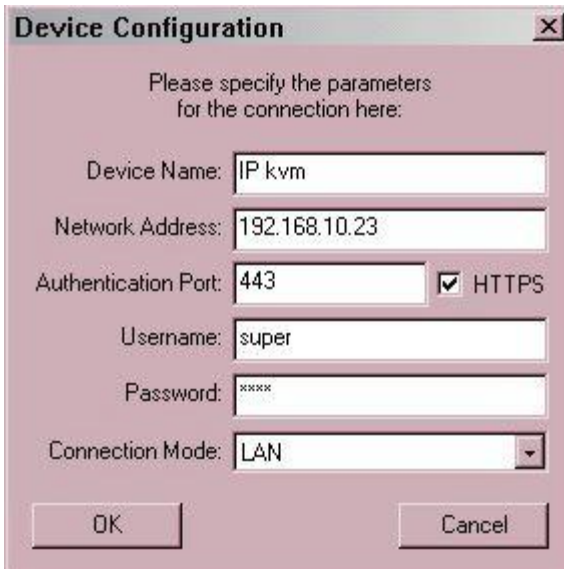 Device Configuration
Please specify the parameters
for the connection here:
Device Name: IP kvm
Network Address: 192.168.10.23
Authentication Port: 443 HTTPS
Username: super
Password: ****
Connection Mode: LAN
OK Cancel